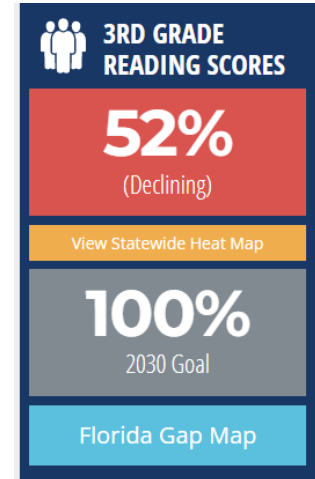 3RD GRADE
READING SCORES
52%
(Declining)
View Statewide Heat Map
100%
2030 Goal
Florida Gap Map